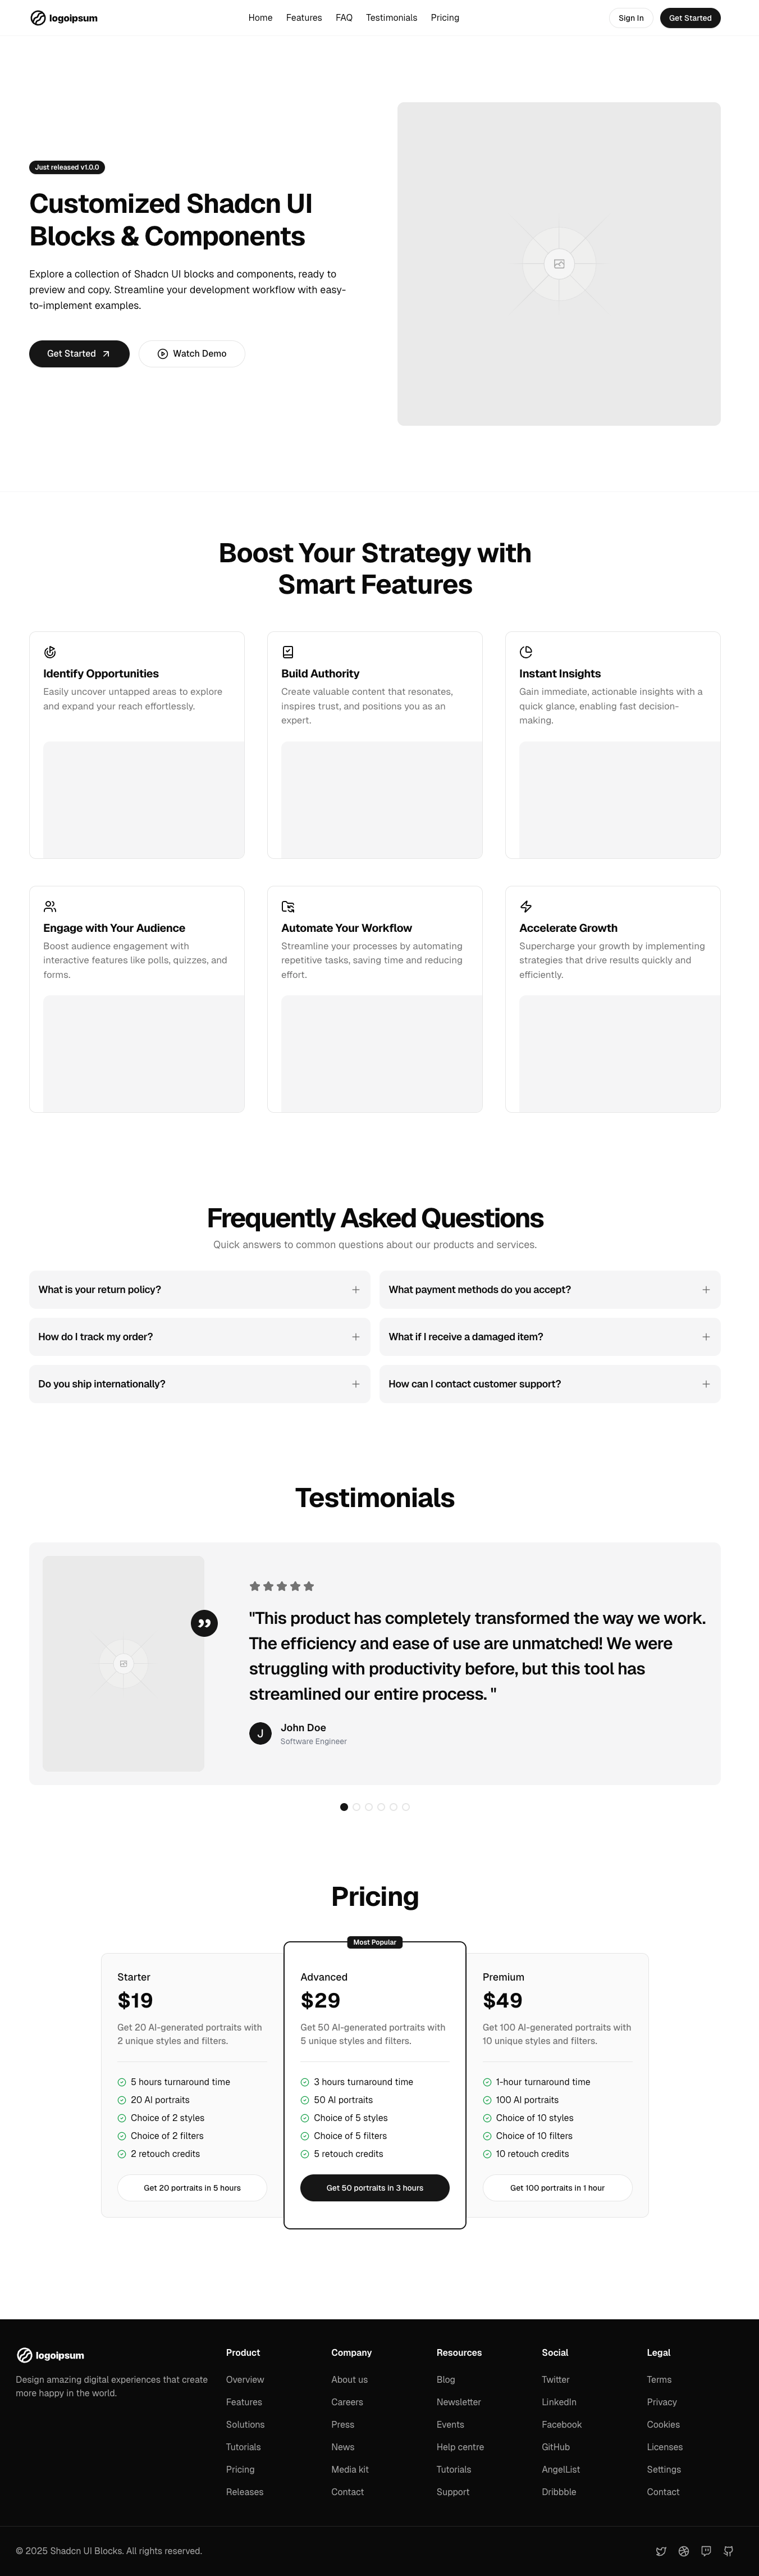 logoipsum
Home Features FAQ Testimonials Pricing
Sign In
Get Started
Just released v1.0.0
Customized Shadcn UI
Blocks & Components
Explore a collection of Shadcn UI blocks and components, ready to
preview and copy. Streamline your development workflow with easy-
to-implement examples.
Get Started
Watch Demo
Boost Your Strategy with
Smart Features
Identify Opportunities
Easily uncover untapped areas to explore
and expand your reach effortlessly.
Build Authority
Create valuable content that resonates,
inspires trust, and positions you as an
expert.
Instant Insights
Gain immediate, actionable insights with a
quick glance, enabling fast decision-
making.
Engage with Your Audience
Boost audience engagement with
interactive features like polls, quizzes, and
forms.
Automate Your Workflow
Streamline your processes by automating
repetitive tasks, saving time and reducing
effort.
Accelerate Growth
Supercharge your growth by implementing
strategies that drive results quickly and
efficiently.
Frequently Asked Questions
Quick answers to common questions about our products and services.
What is your return policy?
What payment methods do you accept?
How do I track my order?
What if I receive a damaged item?
Do you ship internationally?
How can I contact customer support?
Testimonials
"This product has completely transformed the way we work.
The efficiency and ease of use are unmatched! We were
struggling with productivity before, but this tool has
streamlined our entire process. "
J
John Doe
Software Engineer
Pricing
Starter
$19
Get 20 AI-generated portraits with
2 unique styles and filters.
5 hours turnaround time
20 AI portraits
Choice of 2 styles
Choice of 2 filters
2 retouch credits
Get 20 portraits in 5 hours
Most Popular
Advanced
$29
Get 50 AI-generated portraits with
5 unique styles and filters.
3 hours turnaround time
50 AI portraits
Choice of 5 styles
Choice of 5 filters
5 retouch credits
Get 50 portraits in 3 hours
Premium
$49
Get 100 AI-generated portraits with
10 unique styles and filters.
1-hour turnaround time
100 AI portraits
Choice of 10 styles
Choice of 10 filters
10 retouch credits
Get 100 portraits in 1 hour
logoipsum
Design amazing digital experiences that create
more happy in the world.
Product
Overview
Features
Solutions
Tutorials
Pricing
Releases
Company
About us
Careers
Press
News
Media kit
Contact
Resources
Blog
Newsletter
Events
Help centre
Tutorials
Support
Social
Twitter
LinkedIn
Facebook
GitHub
AngelList
Dribbble
Legal
Terms
Privacy
Cookies
Licenses
Settings
Contact
© 2025 Shadcn UI Blocks. All rights reserved.